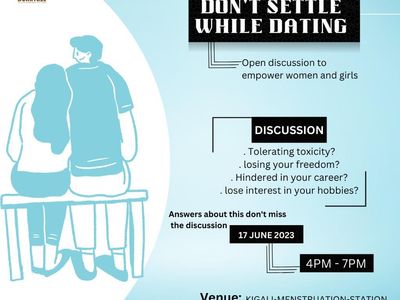 DON'T SETTLE
WHILE DATING
Open discussion to
empower women and girls
DISCUSSION
. Tolerating toxicity?
. losing your freedom?
. Hindered in your career?
. lose interest in your hobbies?
Answers about this don't miss
the discussion
17 JUNE 2023
4PM - 7PM
Venue: KIGALI-MENSTRUATION-STATION